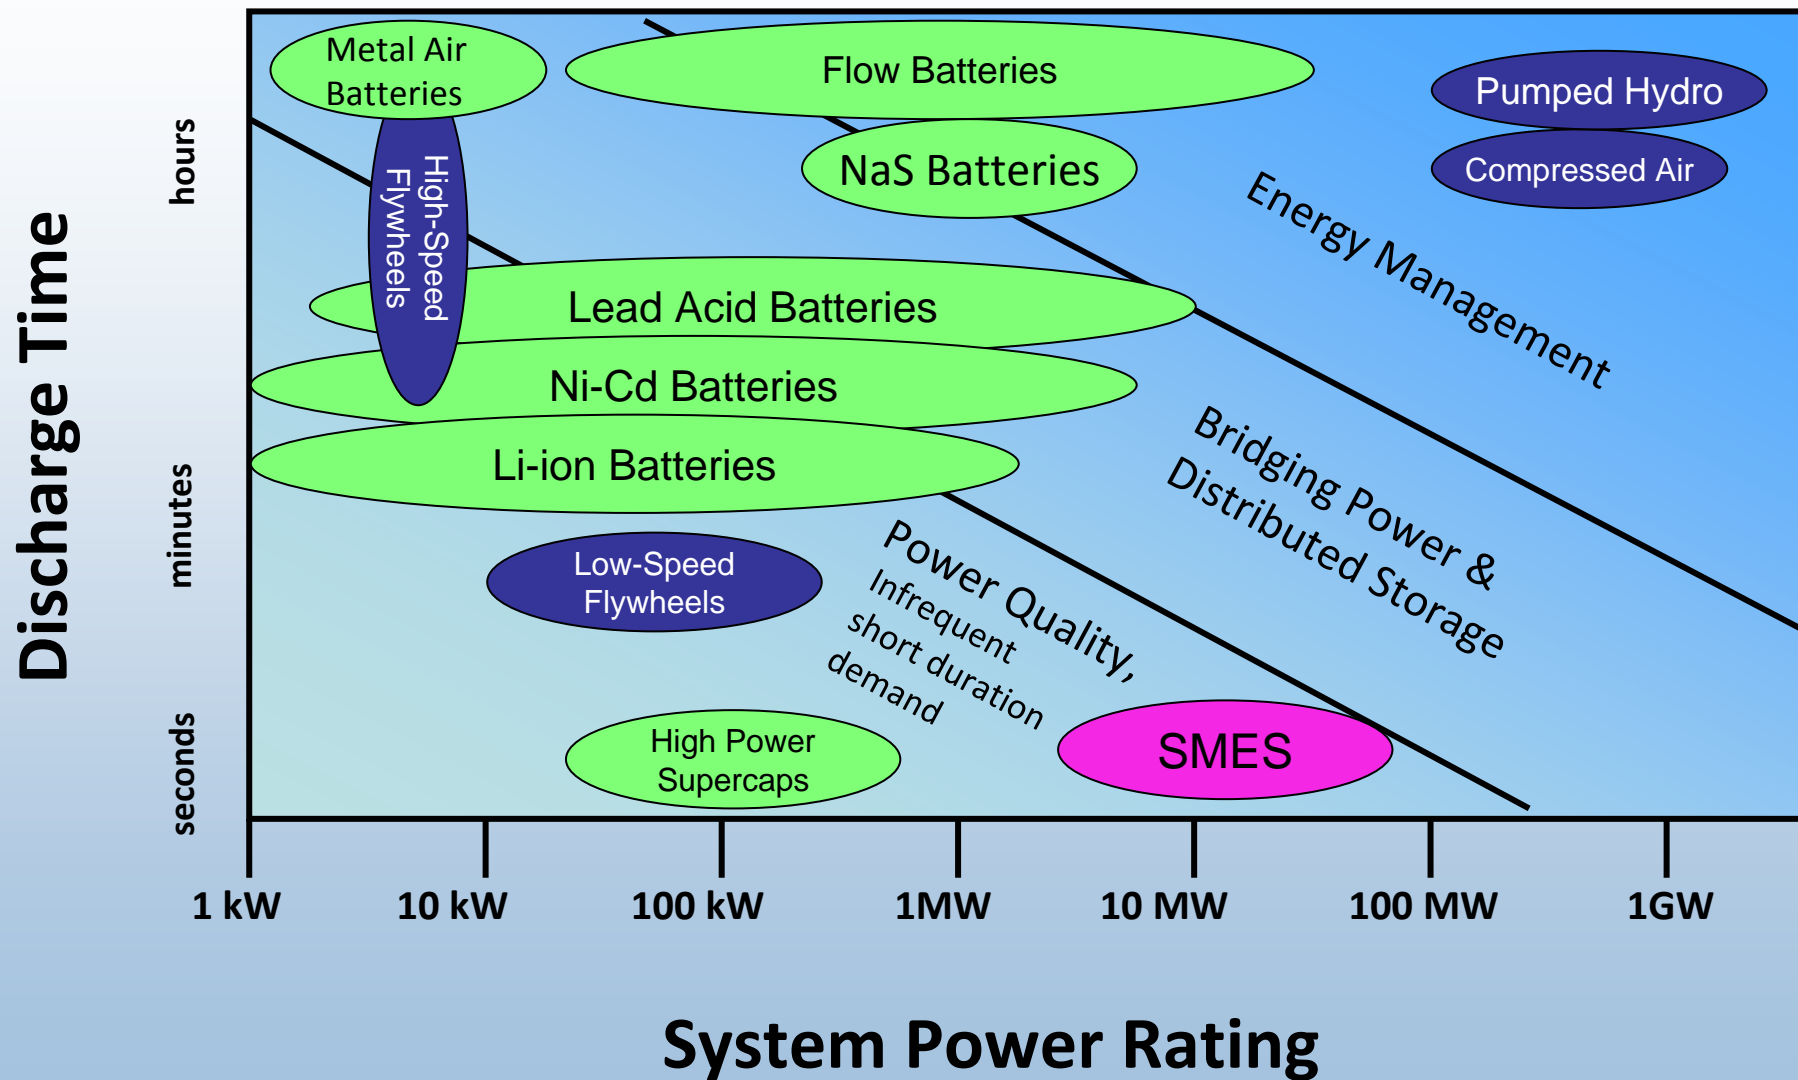 Metal Air
Batteries
Flow Batteries
Pumped Hydro
Compressed Air
NaS Batteries
High-Speed
Flywheels
Energy Management
Lead Acid Batteries
Ni-Cd Batteries
Li-ion Batteries
Bridging Power &
Distributed Storage
Low-Speed
Flywheels
Power Quality,
Infrequent
short duration
demand
High Power
Supercaps
SMES
Discharge Time
hours
minutes
seconds
1 kW
10 kW
100 kW
1MW
10 MW
100 MW
1GW
System Power Rating